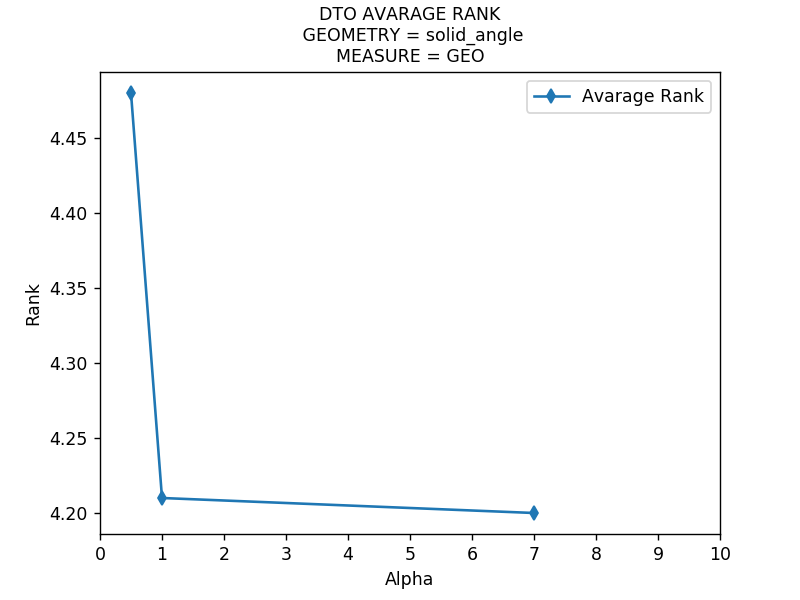 DTO AVARAGE RANK
GEOMETRY = solid_angle
MEASURE = GEO
Avarage Rank
4.45
4.40
4.35
4.30
4.25
4.20
Rank
0 1 2 3 4 5 6 7 8 9 10
Alpha